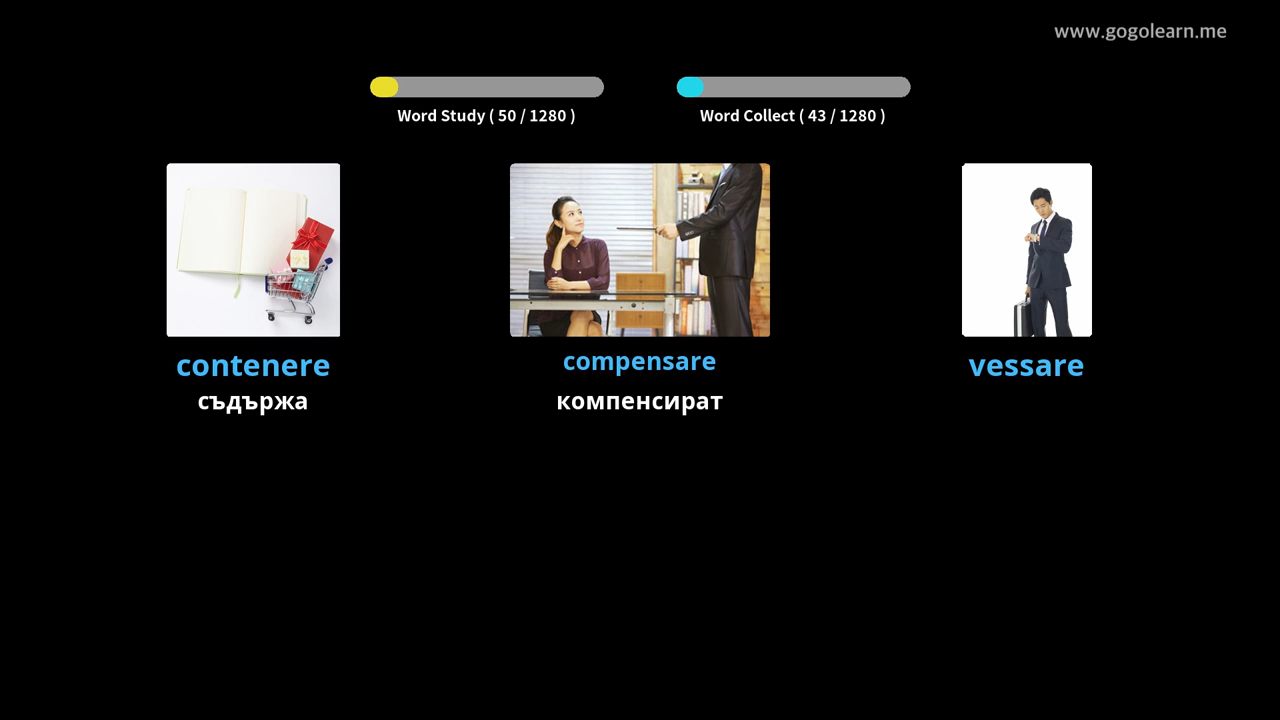 www.gogolearn.me
Word Study ( 50 / 1280 )
Word Collect ( 43 / 1280 )
contenere
compensare
vessare
съдържа
компенсират